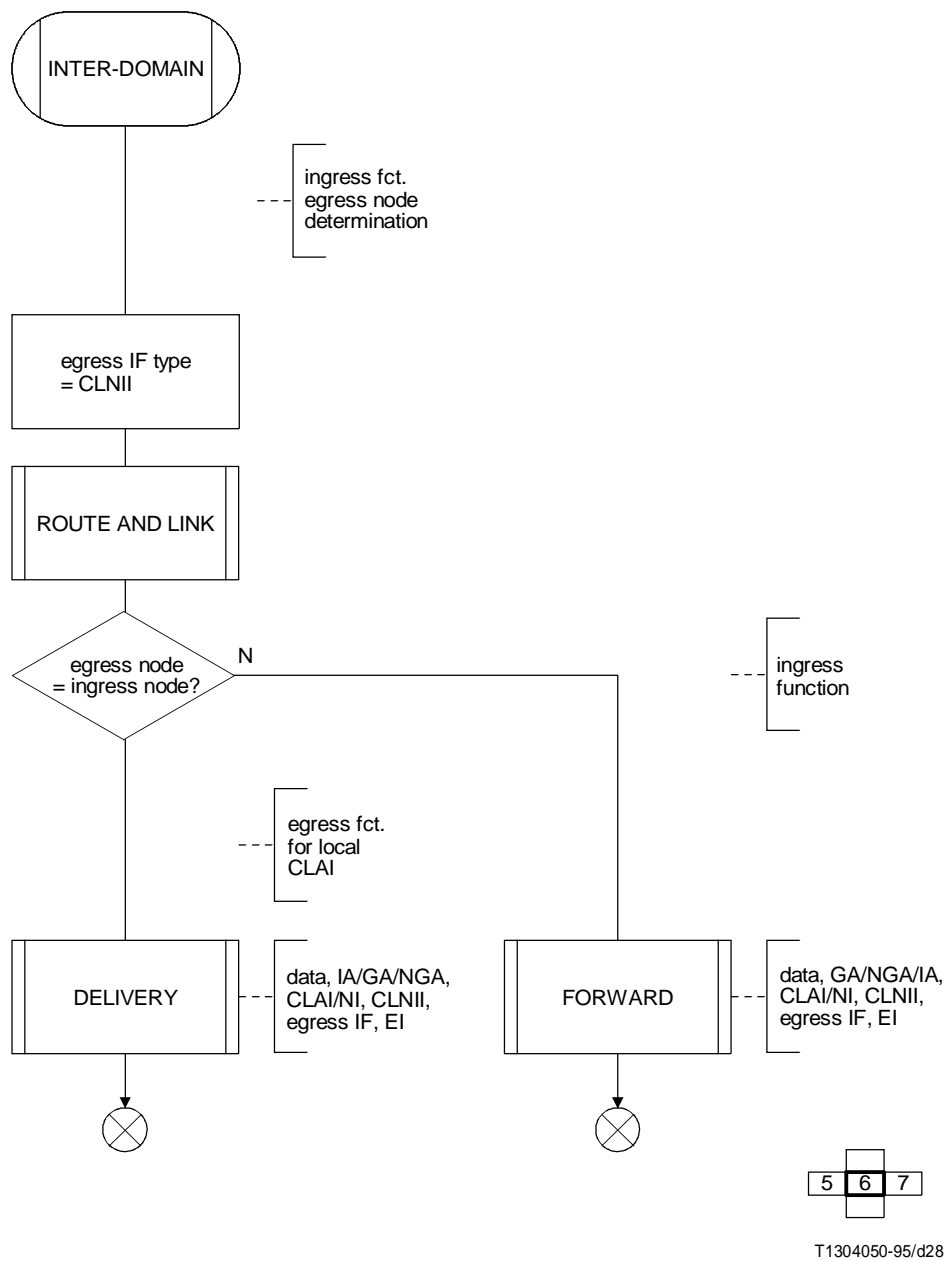 INTER-DOMAIN
ingress fct.
egress node
determination
egress IF type
= CLNII
ROUTE AND LINK
egress node
= ingress node?
N
ingress
function
egress fct.
for local
CLAI
DELIVERY
data, IA/GA/NGA,
CLAI/NI, CLNII,
egress IF, EI
FORWARD
data, GA/NGA/IA,
CLAI/NI, CLNII,
egress IF, EI
5 6 7
T1304050-95/d28